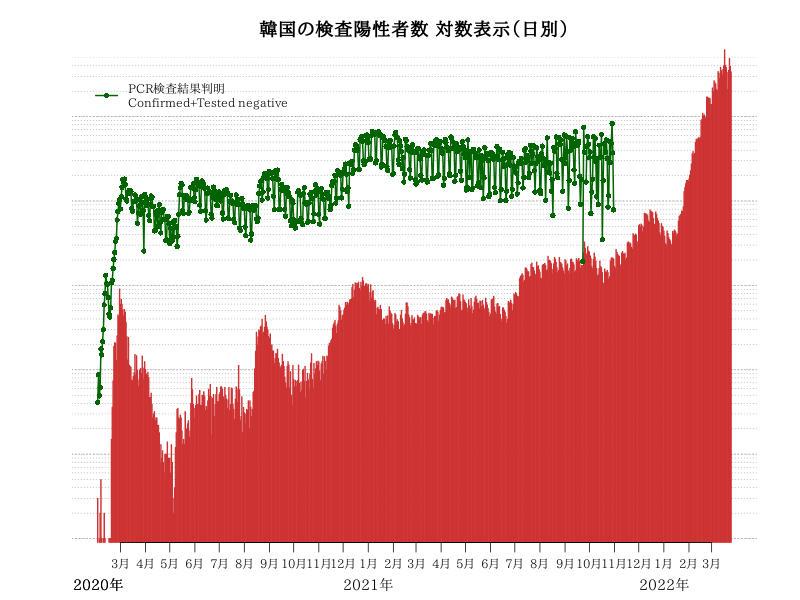 韓国の検査陽性者数 対数表示（日別）
PCR検査結果判明
Confirmed+Tested negative
3月 4月 5月 6月 7月 8月 9月 10月 11月 12月 1月 2月 3月 4月 5月 6月 7月 8月 9月 10月 11月 12月 1月 2月 3月
2020年 2021年 2022年